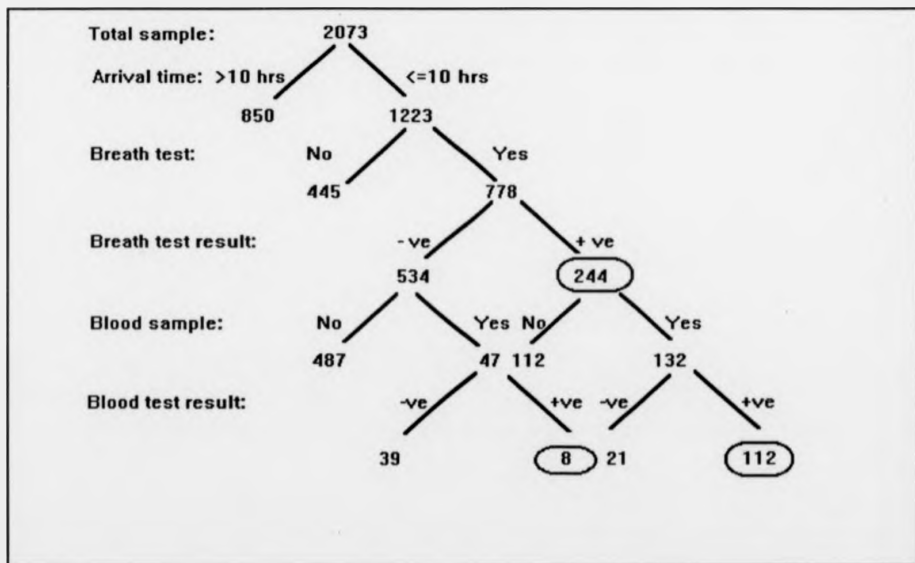 Total sample: 2073
Arrival time: >10 hrs <=10 hrs
850 1223
Breath test: No Yes
445 778
Breath test result: - ve + ve
534 244
Blood sample: No Yes No Yes
487 47 112 132
Blood test result: -ve +ve -ve +ve
39 8 21 112